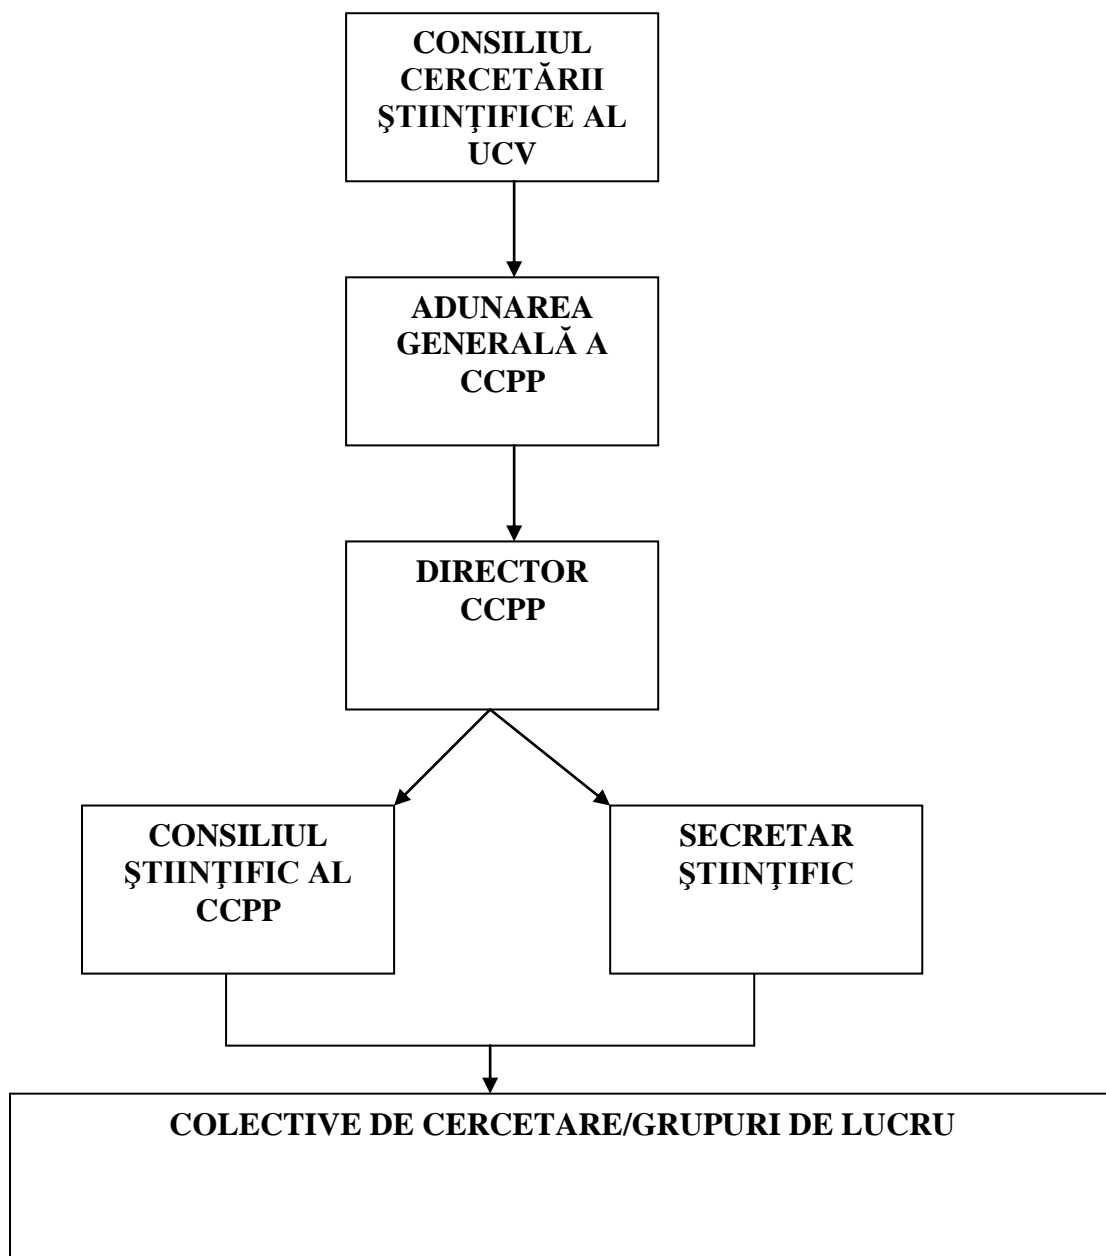 CONSILIUL
CERCETĂRII
ŞTIINŢIFICE AL
UCV
ADUNAREA
GENERALĂ A
CCPP
DIRECTOR
CCPP
CONSILIUL
ŞTIINŢIFIC AL
CCPP
SECRETAR
ŞTIINŢIFIC
COLECTIVE DE CERCETARE/GRUPURI DE LUCRU